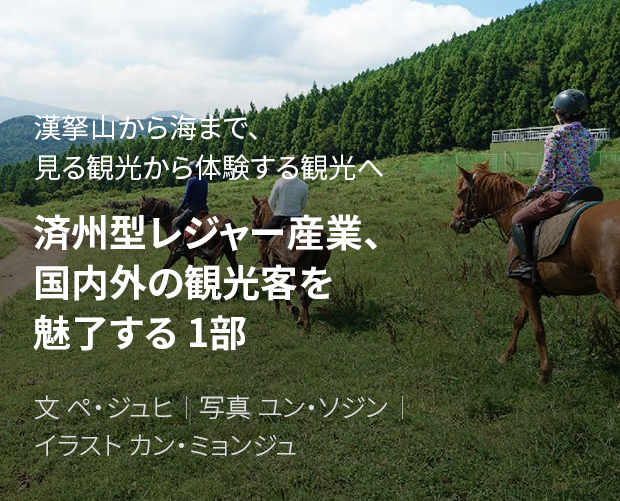 漢拏山から海まで、
見る観光から体験する観光へ
済州型レジャー産業、
国内外の観光客を
魅了する 1部
文 ペ・ジュヒ｜写真 ユン・ソジン｜
イラスト カン・ミョンジュ